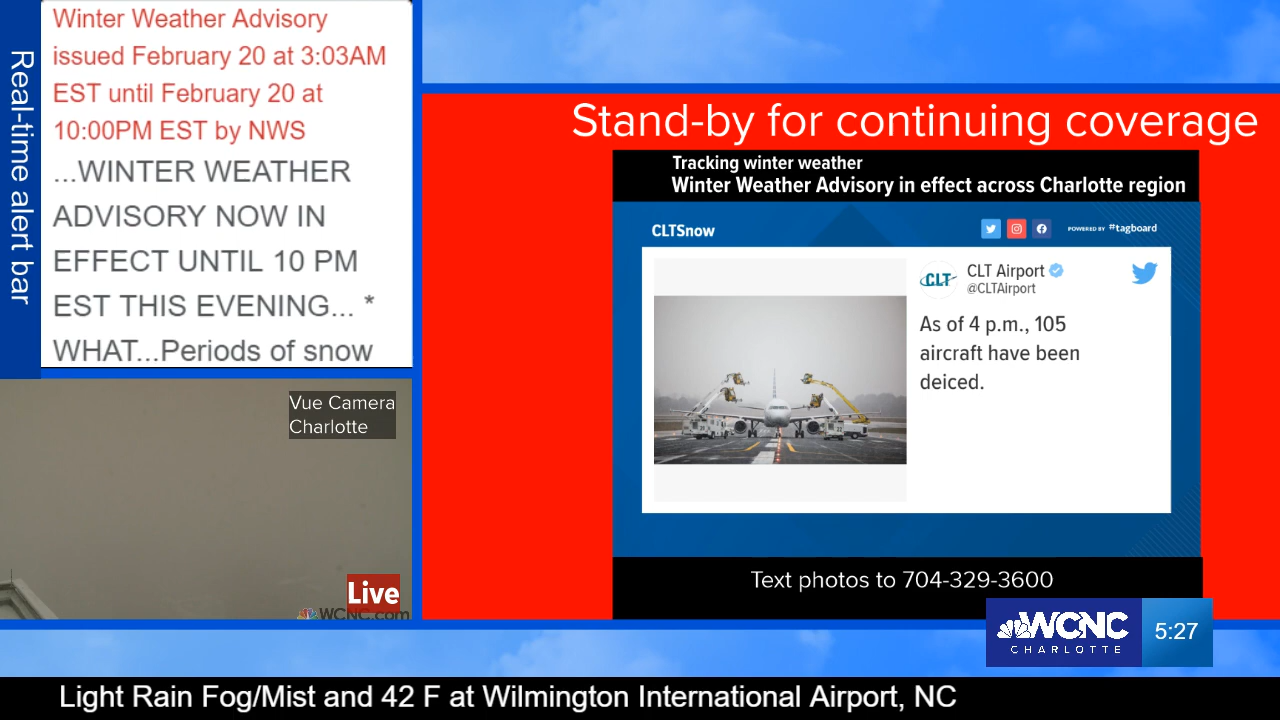 Real-time alert bar
Winter Weather Advisory
issued February 20 at 3:03AM
EST until February 20 at
10:00PM EST by NWS
...WINTER WEATHER
ADVISORY NOW IN
EFFECT UNTIL 10 PM
EST THIS EVENING... *
WHAT...Periods of snow
Vue Camera
Charlotte
Live
WCNC.com
Stand-by for continuing coverage
Tracking winter weather
Winter Weather Advisory in effect across Charlotte region
CLTSnow
POWERED BY #tagboard
CLT
CLT Airport
@CLTAirport
As of 4 p.m., 105
aircraft have been
deiced.
Text photos to 704-329-3600
WCNC
CHARLOTTE
5:27
Light Rain Fog/Mist and 42 F at Wilmington International Airport, NC